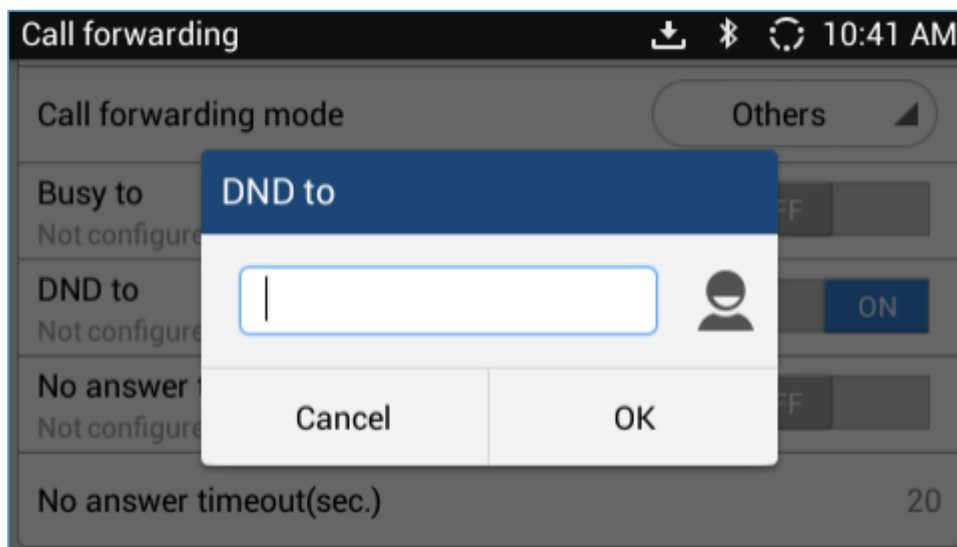 Call forwarding 10:41 AM
Call forwarding mode Others
Busy to
Not configure
DND to
DND to
Not configure
ON
No answer
Not configure
Cancel OK
No answer timeout(sec.) 20